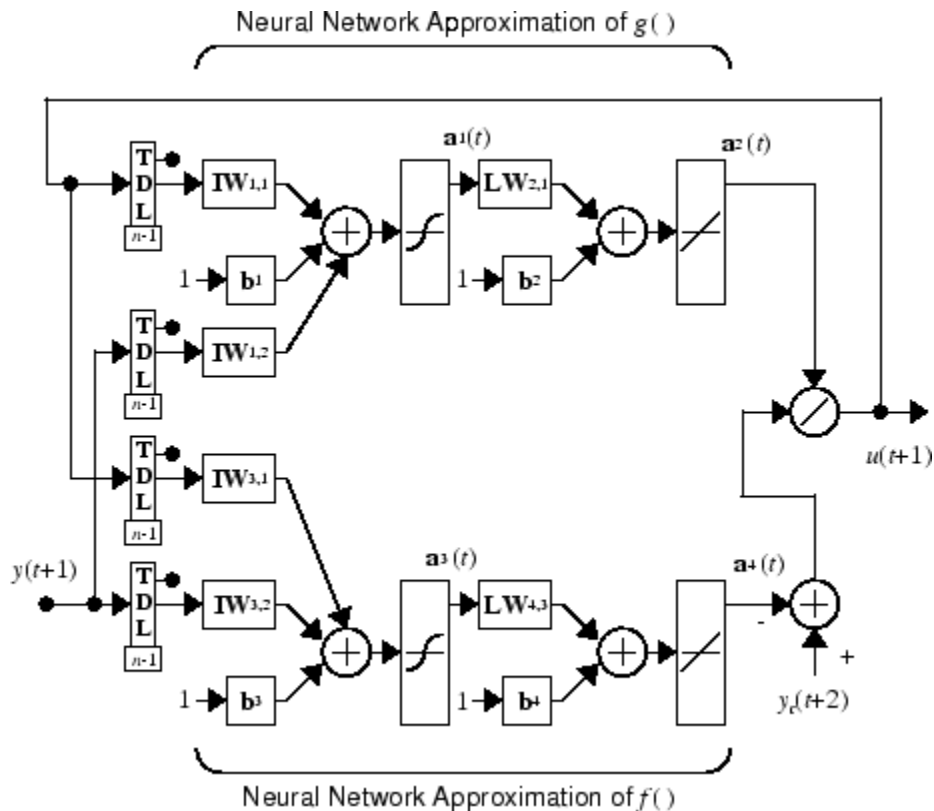 Neural Network Approximation of g( )
a1(t)
a2(t)
T
D
L
n-1
IW1,1
LW2,1
1
b1
1
b2
T
D
L
n-1
IW1,2
T
D
L
n-1
IW3,1
u(t+1)
y(t+1)
a3(t)
a4(t)
T
D
L
n-1
IW3,2
LW4,3
-
+
1
b3
1
b4
yr(t+2)
Neural Network Approximation of f( )